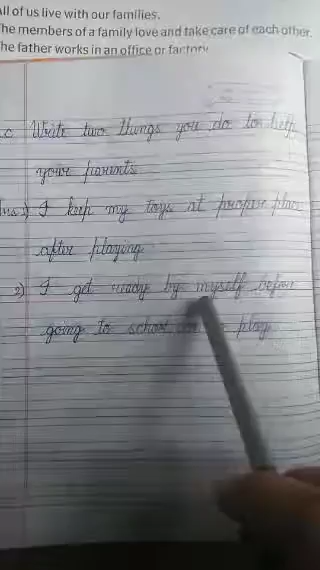 All of us live with our families.
The members of a family love and take care of each other.
The father works in an office or factory
c. Write two things you do to help
your parents
Ans 1) I keep my toys at proper place
after playing
2) I get ready by myself before
going to school play